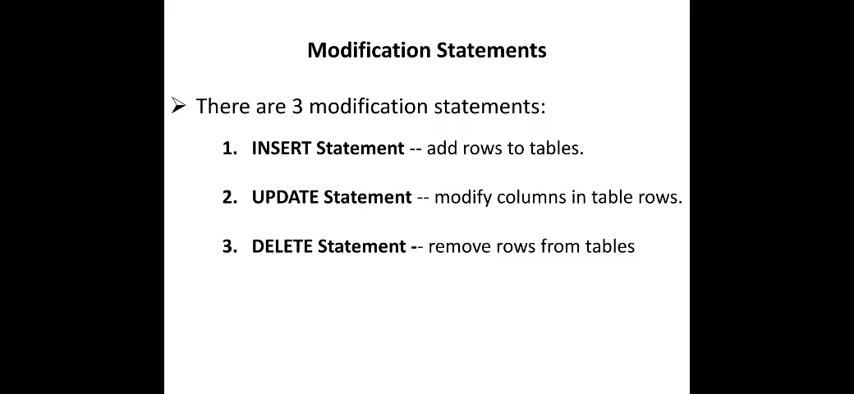 Modification Statements
➢ There are 3 modification statements:
1. INSERT Statement -- add rows to tables.
2. UPDATE Statement -- modify columns in table rows.
3. DELETE Statement -- remove rows from tables